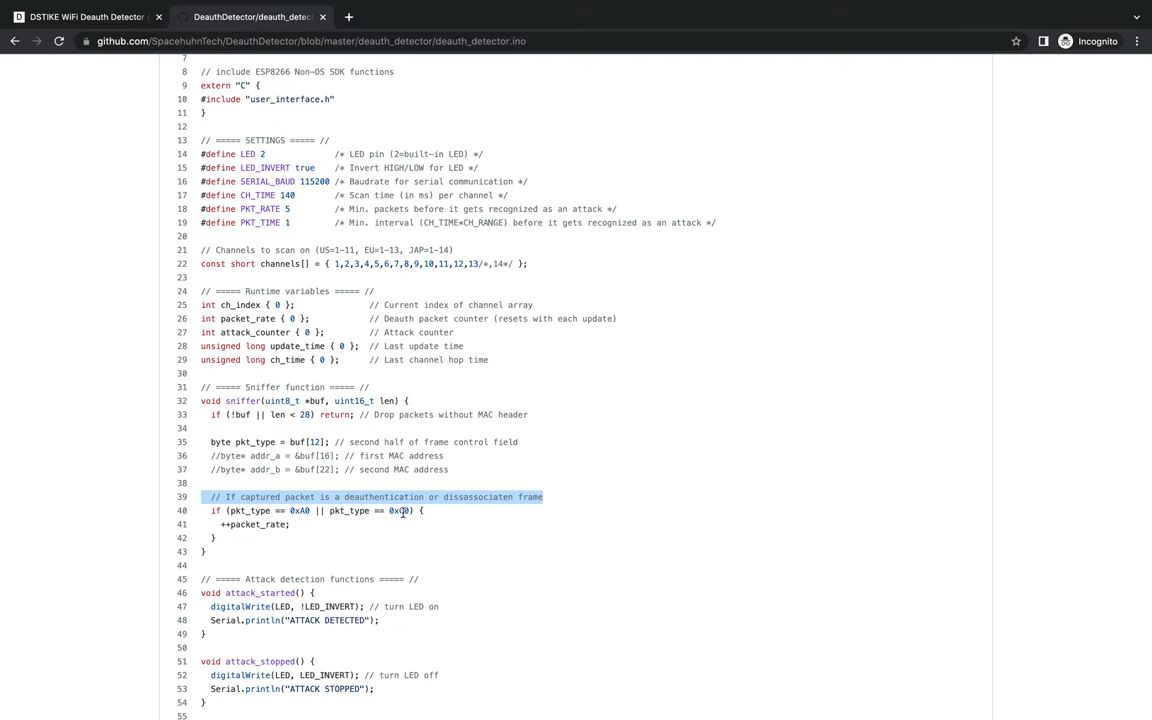 DSTIKE WiFi Deauth Detector
DeauthDetector/deauth_detec
github.com/SpacehuhnTech/DeauthDetector/blob/master/deauth_detector/deauth_detector.ino
Incognito
7
8 // include ESP8266 Non-OS SDK functions
9 extern "C" {
10 #include "user_interface.h"
11 }
12
13 // ===== SETTINGS ===== //
14 #define LED 2 /* LED pin (2=built-in LED) */
15 #define LED_INVERT true /* Invert HIGH/LOW for LED */
16 #define SERIAL_BAUD 115200 /* Baudrate for serial communication */
17 #define CH_TIME 140 /* Scan time (in ms) per channel */
18 #define PKT_RATE 5 /* Min. packets before it gets recognized as an attack */
19 #define PKT_TIME 1 /* Min. interval (CH_TIME*CH_RANGE) before it gets recognized as an attack */
20
21 // Channels to scan on (US=1-11, EU=1-13, JAP=1-14)
22 const short channels[] = { 1,2,3,4,5,6,7,8,9,10,11,12,13/*,14*/ };
23
24 // ===== Runtime variables ===== //
25 int ch_index { 0 }; // Current index of channel array
26 int packet_rate { 0 }; // Deauth packet counter (resets with each update)
27 int attack_counter { 0 }; // Attack counter
28 unsigned long update_time { 0 }; // Last update time
29 unsigned long ch_time { 0 }; // Last channel hop time
30
31 // ===== Sniffer function ===== //
32 void sniffer(uint8_t *buf, uint16_t len) {
33 if (!buf || len < 28) return; // Drop packets without MAC header
34
35 byte pkt_type = buf[12]; // second half of frame control field
36 //byte* addr_a = &buf[16]; // first MAC address
37 //byte* addr_b = &buf[22]; // second MAC address
38
39 // If captured packet is a deauthentication or dissassociaten frame
40 if (pkt_type == 0xA0 || pkt_type == 0xC0) {
41 ++packet_rate;
42 }
43 }
44
45 // ===== Attack detection functions ===== //
46 void attack_started() {
47 digitalWrite(LED, !LED_INVERT); // turn LED on
48 Serial.println("ATTACK DETECTED");
49 }
50
51 void attack_stopped() {
52 digitalWrite(LED, LED_INVERT); // turn LED off
53 Serial.println("ATTACK STOPPED");
54 }
55